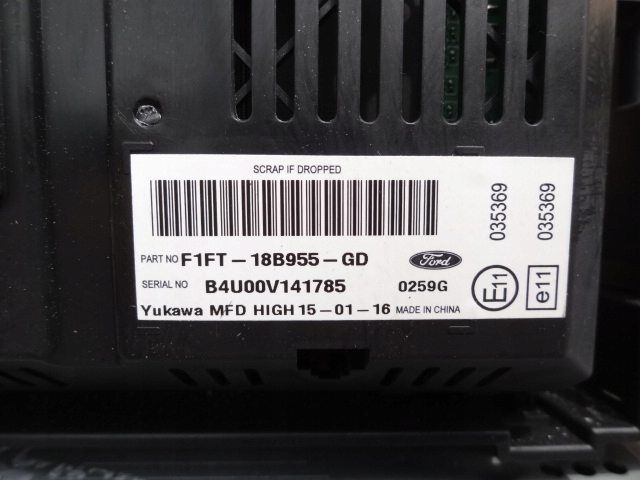 SCRAP IF DROPPED
PART NO F1FT-18B955-GD Ford
SERIAL NO B4U00V141785 0259G
Yukawa MFD HIGH 15-01-16 MADE IN CHINA
035369
E11
035369
e11